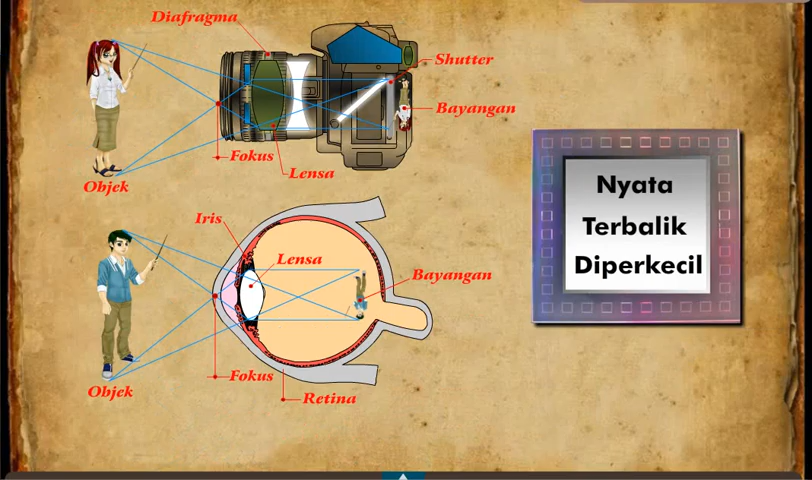 Diafragma
Shutter
Bayangan
Fokus
Lensa
Objek
Iris
Lensa
Bayangan
Fokus
Objek
Retina
Nyata
Terbalik
Diperkecil